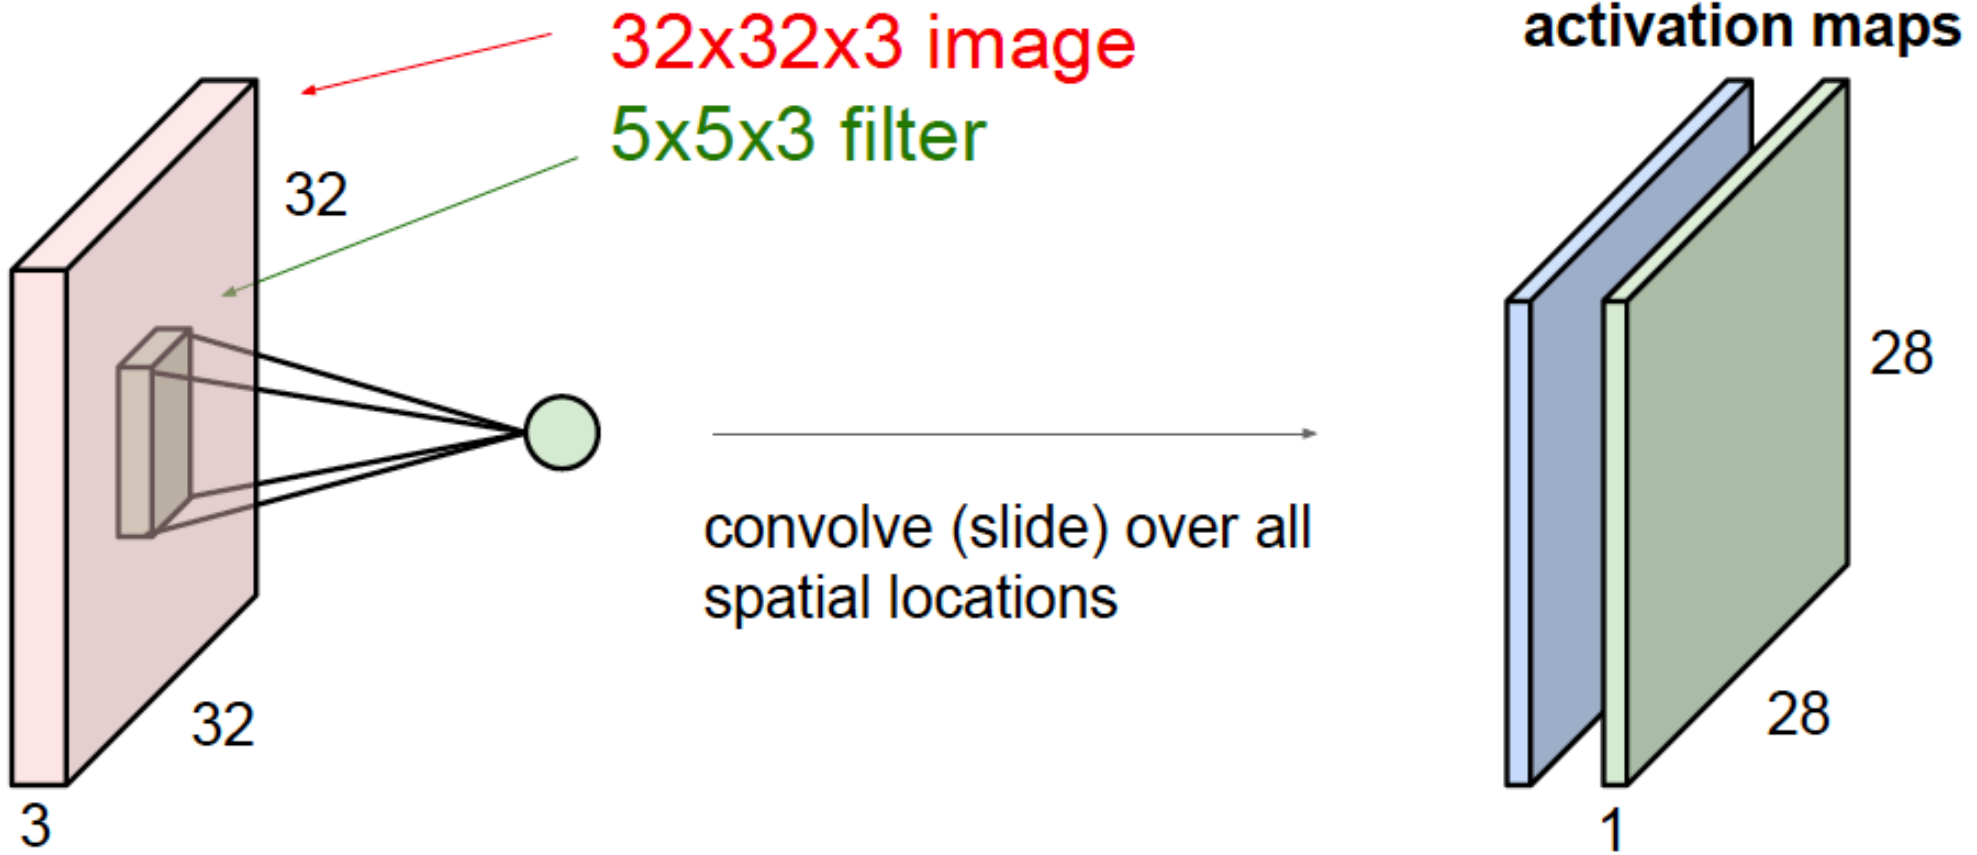 32x32x3 image
5x5x3 filter
32
32
3
convolve (slide) over all
spatial locations
activation maps
28
28
1